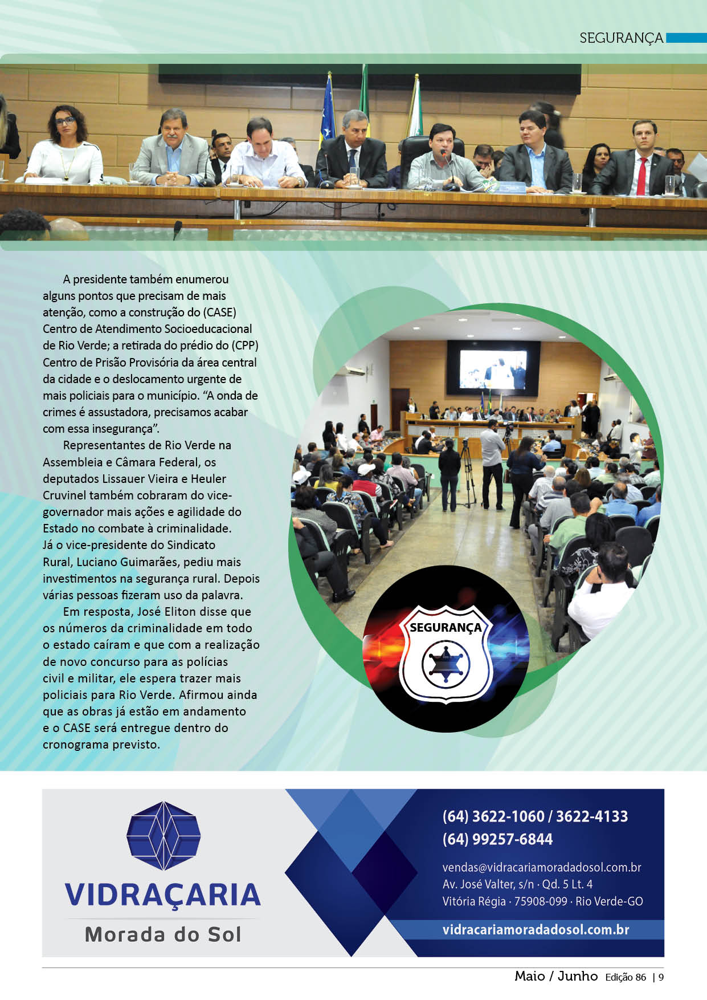 SEGURANÇA
A presidente também enumerou
alguns pontos que precisam de mais
atenção, como a construção do (CASE)
Centro de Atendimento Socioeducacional
de Rio Verde; a retirada do prédio do (CPP)
Centro de Prisão Provisória da área central
da cidade e o deslocamento urgente de
mais policiais para o município. “A onda de
crimes é assustadora, precisamos acabar
com essa insegurança”.
Representantes de Rio Verde na
Assembleia e Câmara Federal, os
deputados Lissauer Vieira e Heuler
Cruvinel também cobraram do vice-
governador mais ações e agilidade do
Estado no combate à criminalidade.
Já o vice-presidente do Sindicato
Rural, Luciano Guimarães, pediu mais
investimentos na segurança rural. Depois
várias pessoas fizeram uso da palavra.
Em resposta, José Eliton disse que
os números da criminalidade em todo
o estado caíram e que com a realização
de novo concurso para as polícias
civil e militar, ele espera trazer mais
policiais para Rio Verde. Afirmou ainda
que as obras já estão em andamento
e o CASE será entregue dentro do
cronograma previsto.
SEGURANÇA
VIDRAÇARIA
Morada do Sol
(64) 3622-1060 / 3622-4133
(64) 99257-6844
vendas@vidracariamoradadosol.com.br
Av. José Valter, s/n · Qd. 5 Lt. 4
Vitória Régia · 75908-099 · Rio Verde-GO
vidracariamoradadosol.com.br
Maio / Junho Edição 86 | 9